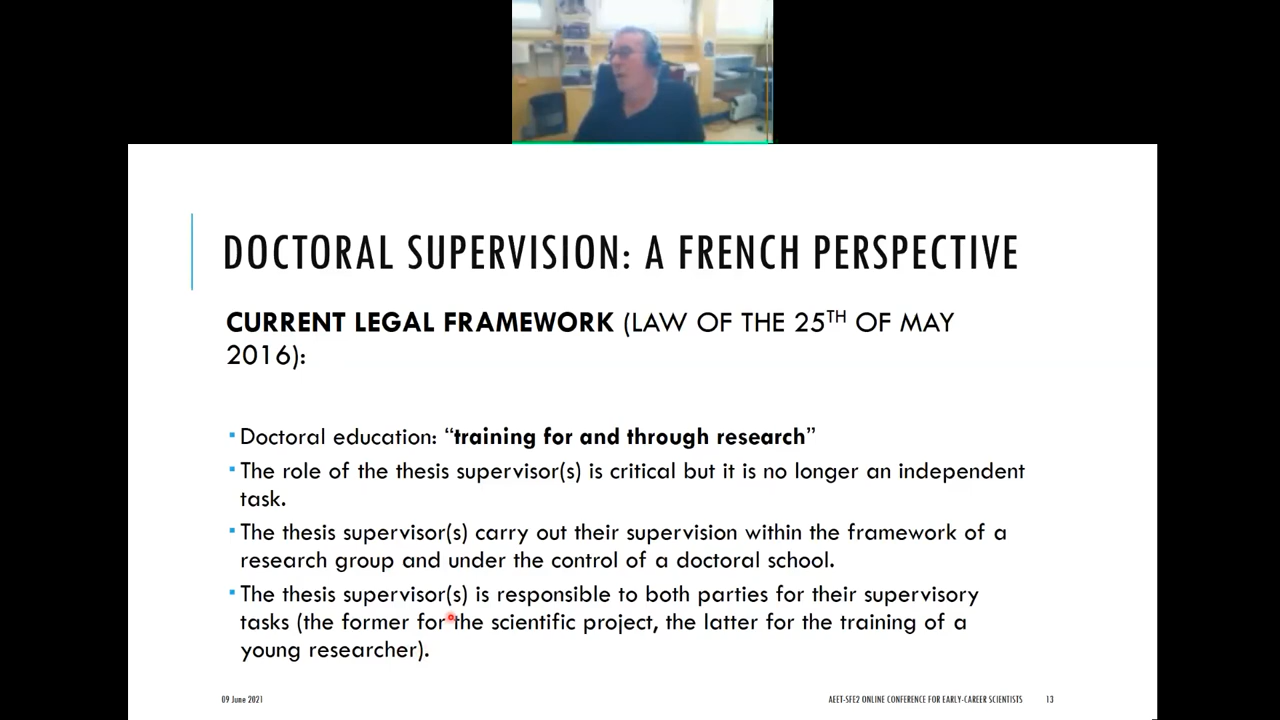 DOCTORAL SUPERVISION: A FRENCH PERSPECTIVE
CURRENT LEGAL FRAMEWORK (LAW OF THE 25TH OF MAY
2016):
▪Doctoral education: “training for and through research”
▪The role of the thesis supervisor(s) is critical but it is no longer an independent
task.
▪The thesis supervisor(s) carry out their supervision within the framework of a
research group and under the control of a doctoral school.
▪The thesis supervisor(s) is responsible to both parties for their supervisory
tasks (the former for the scientific project, the latter for the training of a
young researcher).
09 June 2021
AEET-SFE2 ONLINE CONFERENCE FOR EARLY-CAREER SCIENTISTS
13